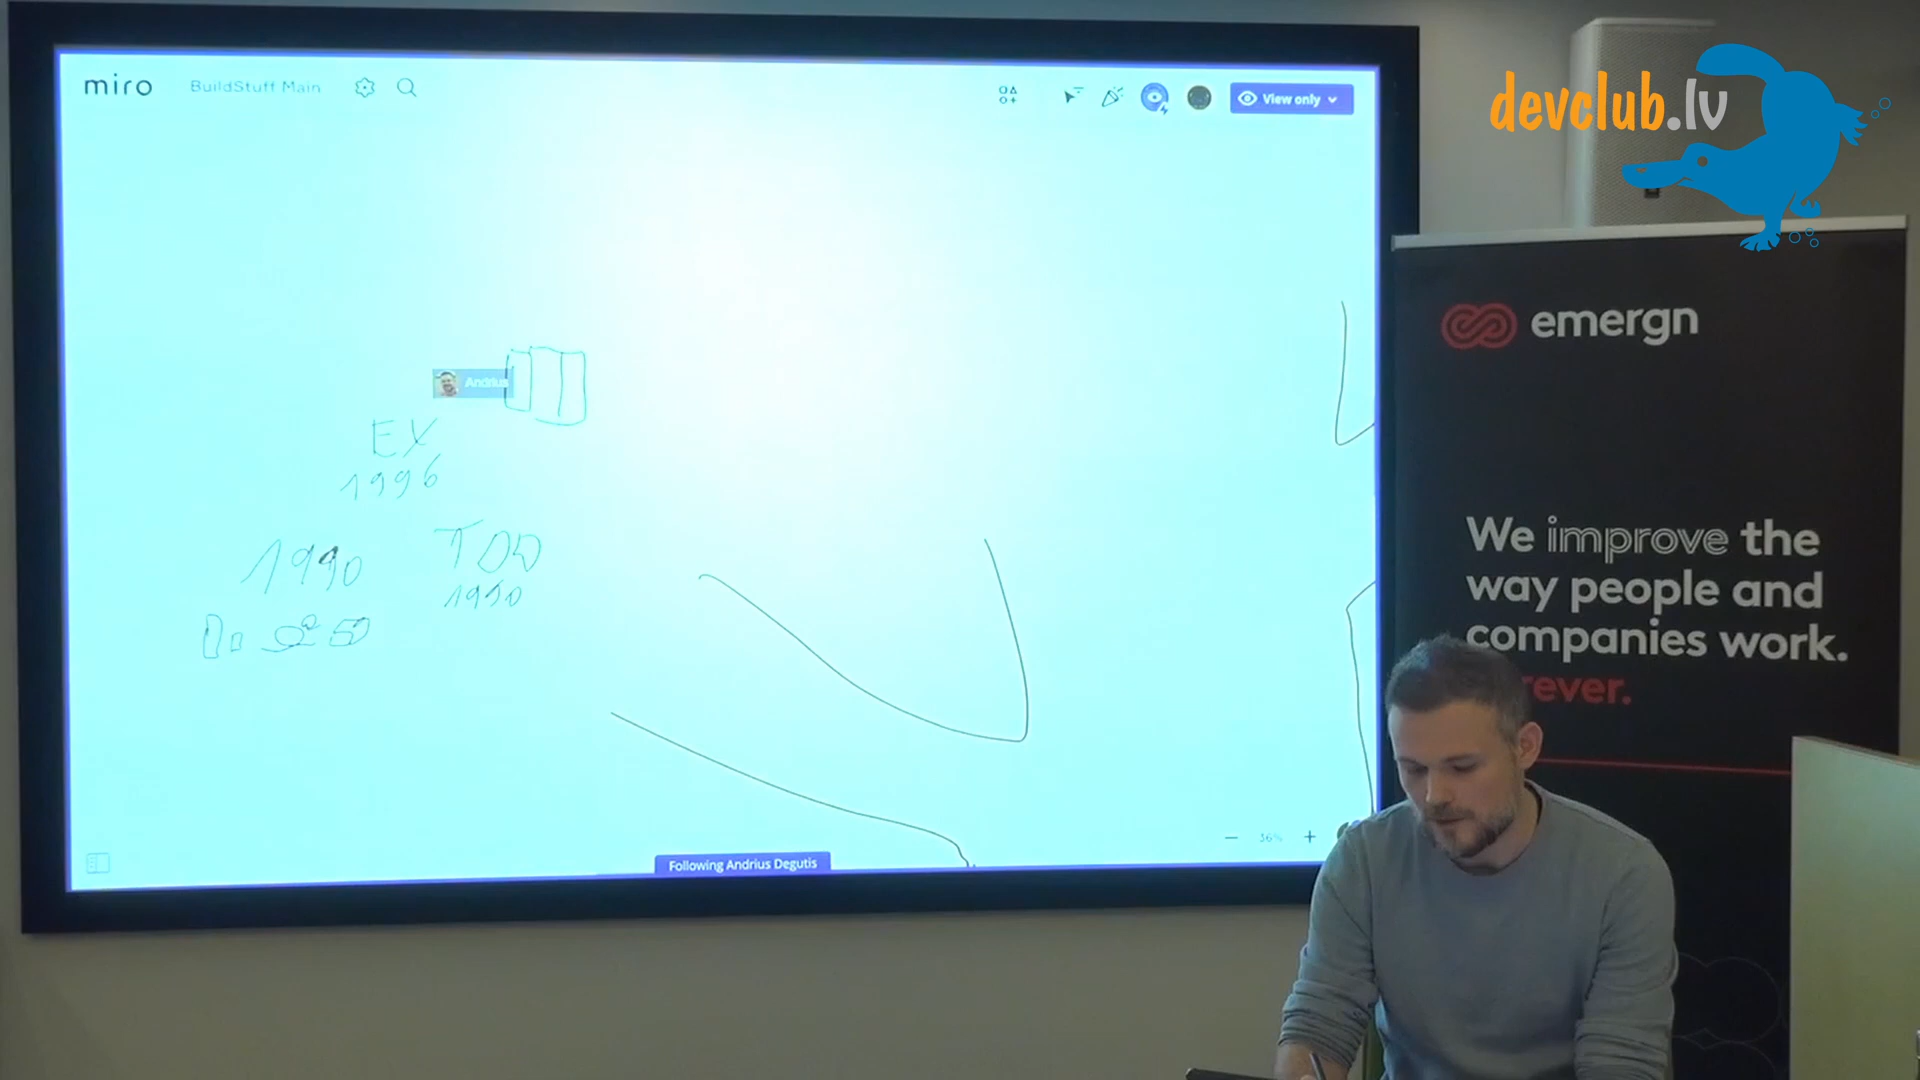 miro
BuildStuff Main
View only
devclub.lv
emergn
Andrius
EX
1996
1990
TDD
1990
We improve the
way people and
companies work.
36%
Following Andrius Degutis